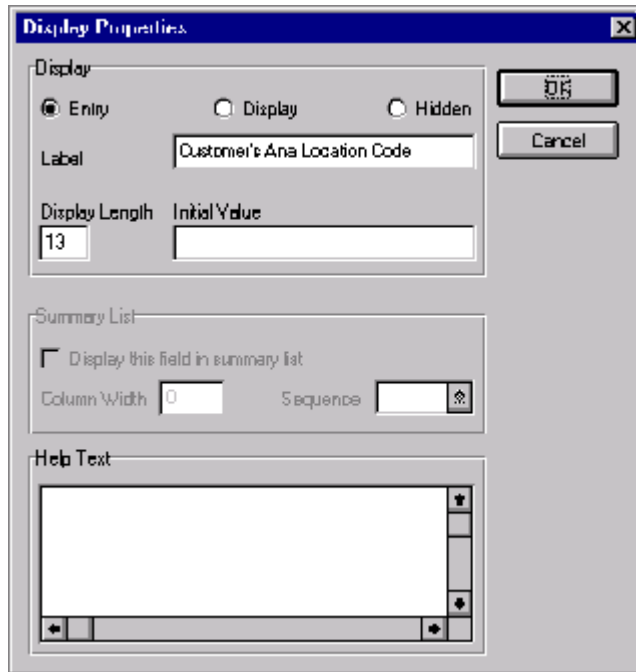 Display Properties
Display
OK
Entry Display Hidden
Cancel
Label Customer's Ana Location Code
Display Length Initial Value
13
Summary List
Display this field in summary list
Column Width 0 Sequence
Help Text